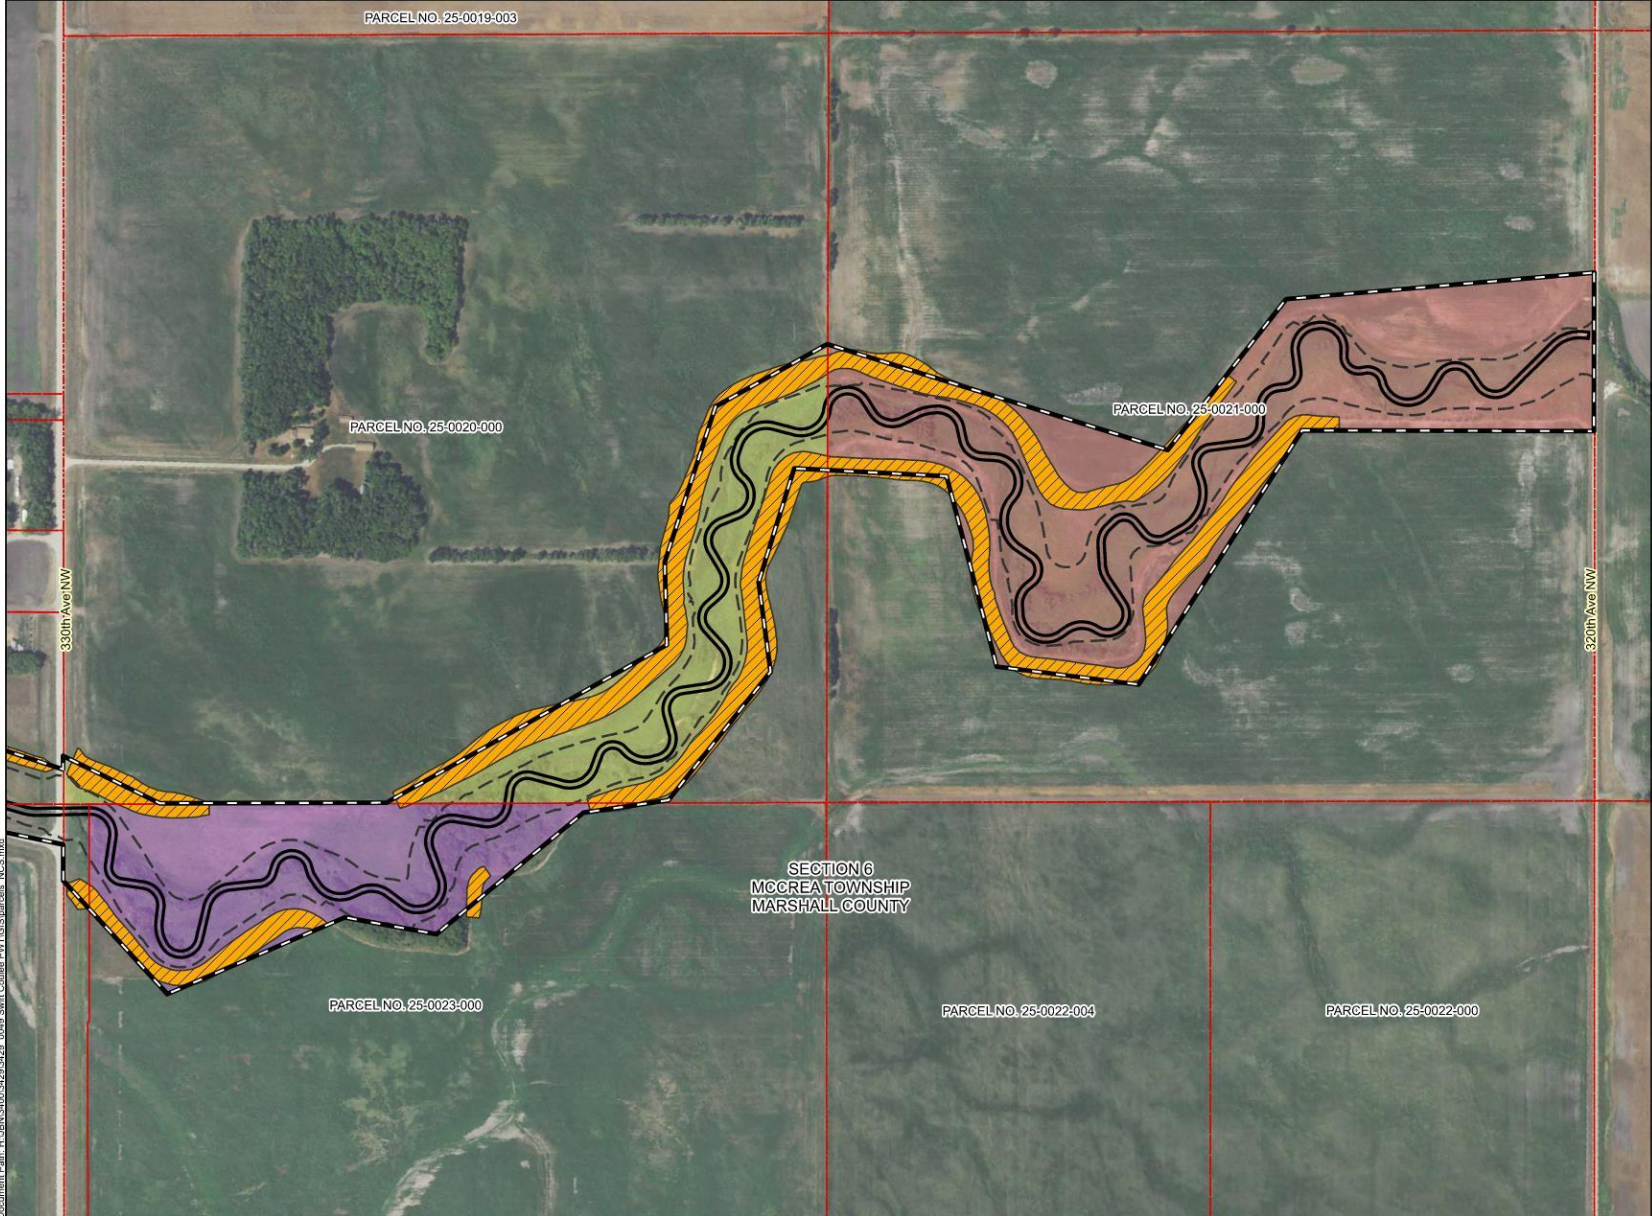 PARCEL NO. 25-0019-003
PARCEL NO. 25-0021-000
PARCEL NO. 25-0020-000
330th Ave NW
320th Ave NW
SECTION 6
MCCREA TOWNSHIP
MARSHALL COUNTY
PARCEL NO. 25-0023-000
PARCEL NO. 25-0022-004
PARCEL NO. 25-0022-000